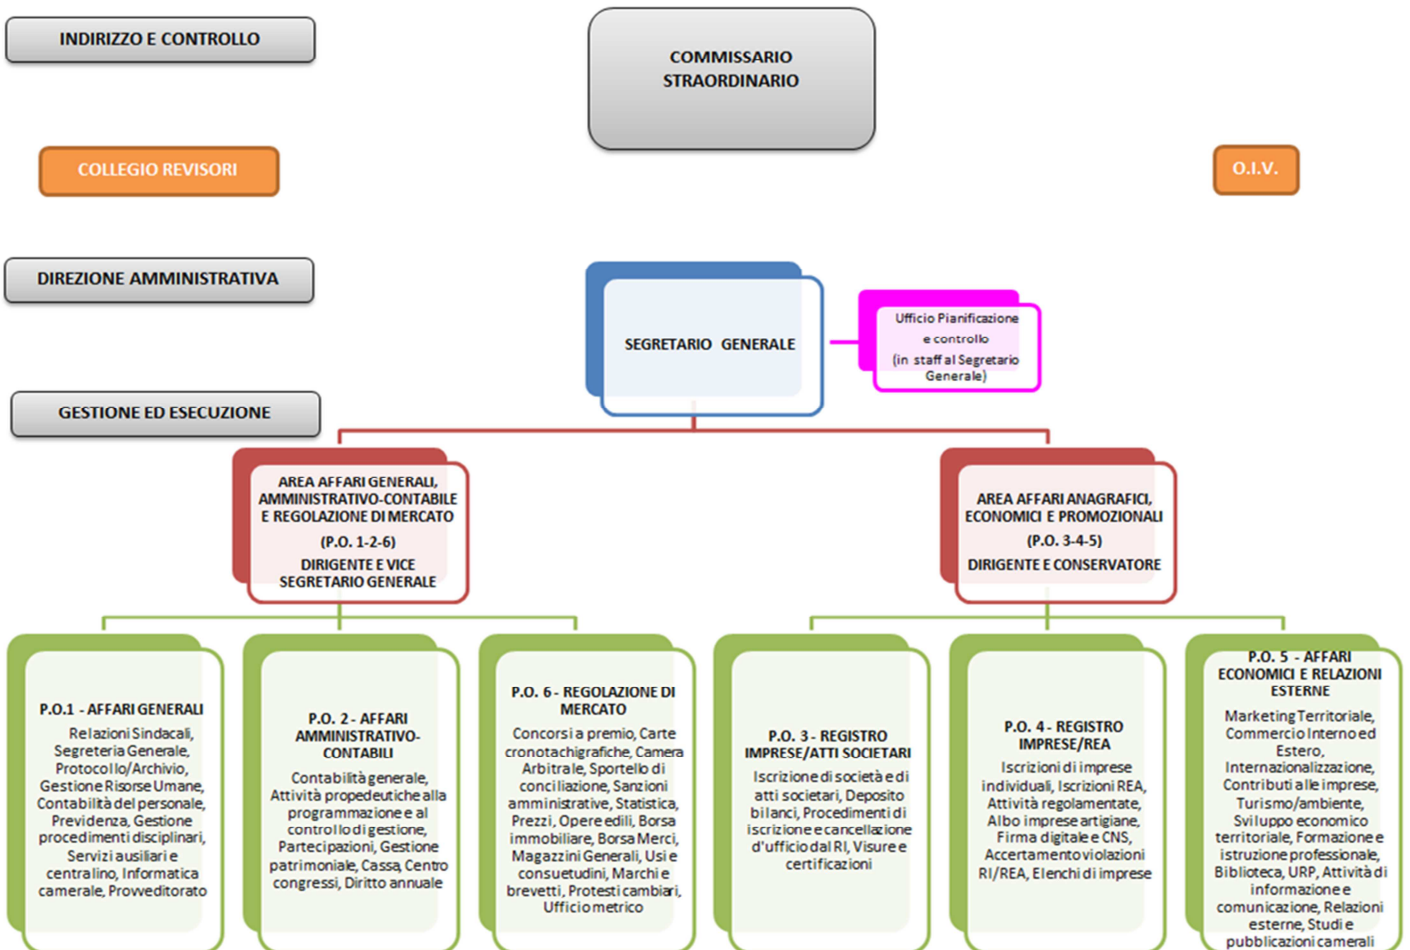 INDIRIZZO E CONTROLLO
COMMISSARIO
STRAORDINARIO
COLLEGIO REVISORI
O.I.V.
DIREZIONE AMMINISTRATIVA
SEGRETARIO GENERALE
Ufficio Pianificazione
e controllo
(in staff al Segretario
Generale)
GESTIONE ED ESECUZIONE
AREA AFFARI GENERALI,
AMMINISTRATIVO-CONTABILE
E REGOLAZIONE DI MERCATO
(P.O. 1-2-6)
DIRIGENTE E VICE
SEGRETARIO GENERALE
AREA AFFARI ANAGRAFICI,
ECONOMICI E PROMOZIONALI
(P.O. 3-4-5)
DIRIGENTE E CONSERVATORE
P.O.1 - AFFARI GENERALI
Relazioni Sindacali,
Segreteria Generale,
Protocollo/Archivio,
Gestione Risorse Umane,
Contabilità del personale,
Previdenza, Gestione
procedimenti disciplinari,
Servizi ausiliari e
centralino, Informatica
camerale, Provveditorato
P.O. 2 - AFFARI
AMMINISTRATIVO-
CONTABILI
Contabilità generale,
Attività propedeutiche alla
programmazione e al
controllo di gestione,
Partecipazioni, Gestione
patrimoniale, Cassa, Centro
congressi, Diritto annuale
P.O. 6 - REGOLAZIONE DI
MERCATO
Concorsi a premio, Carte
cronotachigrafiche, Camera
Arbitrale, Sportello di
conciliazione, Sanzioni
amministrative, Statistica,
Prezzi, Opere edili, Borsa
immobiliare, Borsa Merci,
Magazzini Generali, Usi e
consuetudini, Marchi e
brevetti, Protesti cambiari,
Ufficio metrico
P.O. 3 - REGISTRO
IMPRESE/ATTI SOCIETARI
Iscrizione di società e di
atti societari, Deposito
bilanci, Procedimenti di
iscrizione e cancellazione
d'ufficio dal RI, Visure e
certificazioni
P.O. 4 - REGISTRO
IMPRESE/REA
Iscrizioni di imprese
individuali, Iscrizioni REA,
Attività regolamentate,
Albo imprese artigiane,
Firma digitale e CNS,
Accertamento violazioni
RI/REA, Elenchi di imprese
P.O. 5 - AFFARI
ECONOMICI E RELAZIONI
ESTERNE
Marketing Territoriale,
Commercio Interno ed
Estero,
Internazionalizzazione,
Contributi alle imprese,
Turismo/ambiente,
Sviluppo economico
territoriale, Formazione e
istruzione professionale,
Biblioteca, URP, Attività di
informazione e
comunicazione, Relazioni
esterne, Studi e
pubblicazioni camerali